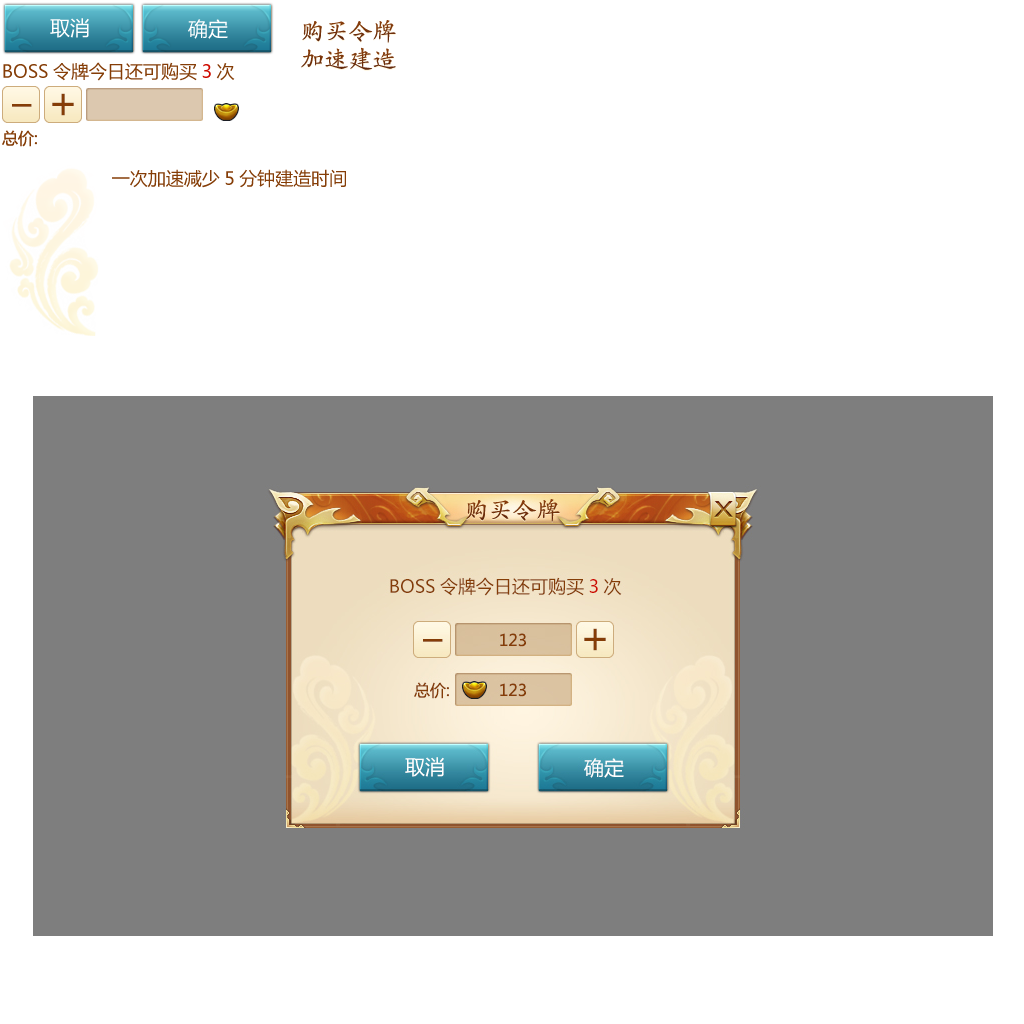 取消 确定
购买令牌
加速建造
BOSS 令牌今日还可购买 3 次
总价:
一次加速减少 5 分钟建造时间
购买令牌
BOSS 令牌今日还可购买 3 次
123
总价: 123
取消 确定